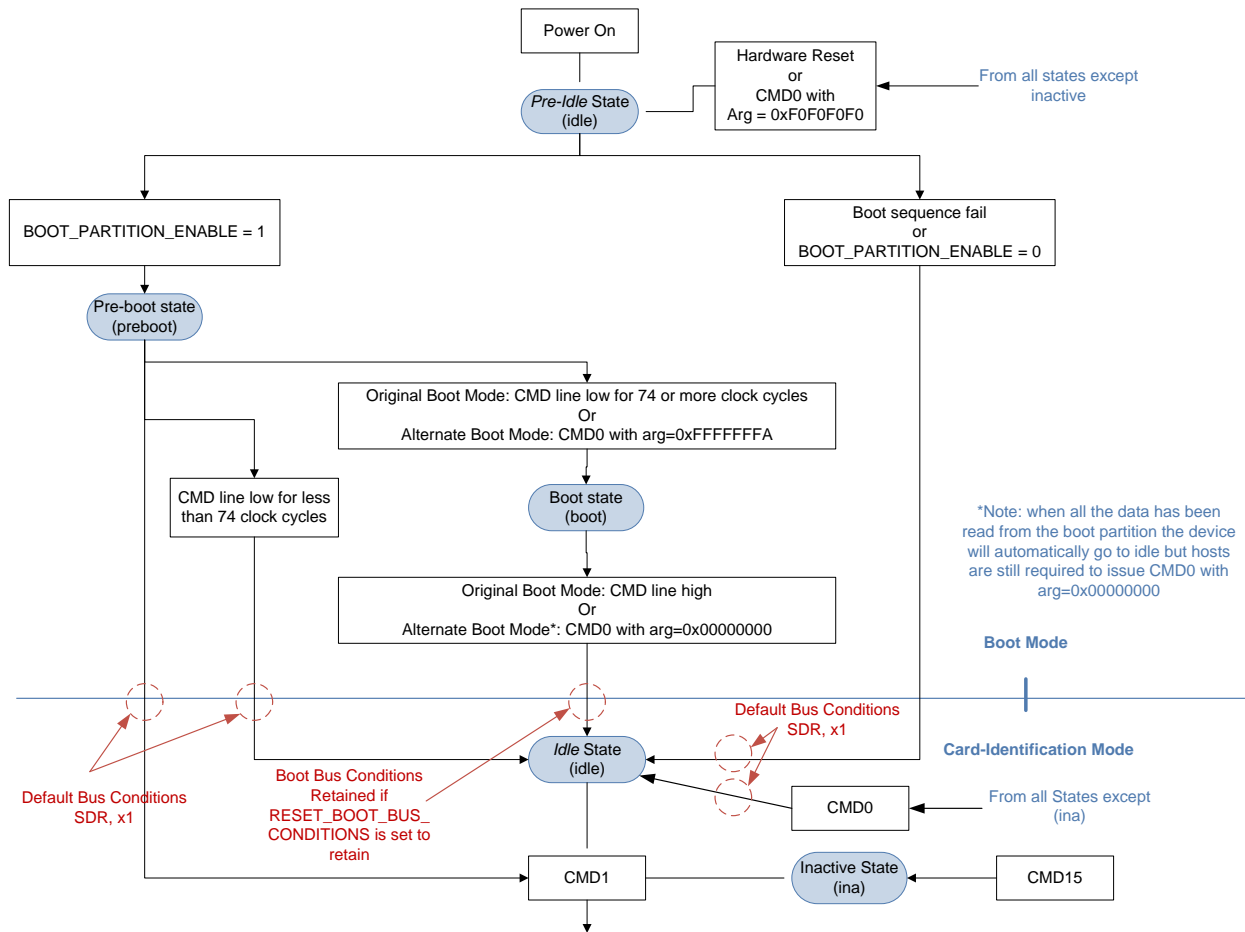 Power On
Hardware Reset
or
CMD0 with
Arg = 0xF0F0F0F0
From all states except
inactive
Pre-Idle State
(idle)
BOOT_PARTITION_ENABLE = 1
Boot sequence fail
or
BOOT_PARTITION_ENABLE = 0
Pre-boot state
(preboot)
Original Boot Mode: CMD line low for 74 or more clock cycles
Or
Alternate Boot Mode: CMD0 with arg=0xFFFFFFFA
CMD line low for less
than 74 clock cycles
Boot state
(boot)
*Note: when all the data has been
read from the boot partition the device
will automatically go to idle but hosts
are still required to issue CMD0 with
arg=0x00000000
Original Boot Mode: CMD line high
Or
Alternate Boot Mode*: CMD0 with arg=0x00000000
Boot Mode
Default Bus Conditions
SDR, x1
Card-Identification Mode
Idle State
(idle)
Default Bus Conditions
SDR, x1
Boot Bus Conditions
Retained if
RESET_BOOT_BUS_
CONDITIONS is set to
retain
CMD0
From all States except
(ina)
CMD1
Inactive State
(ina)
CMD15